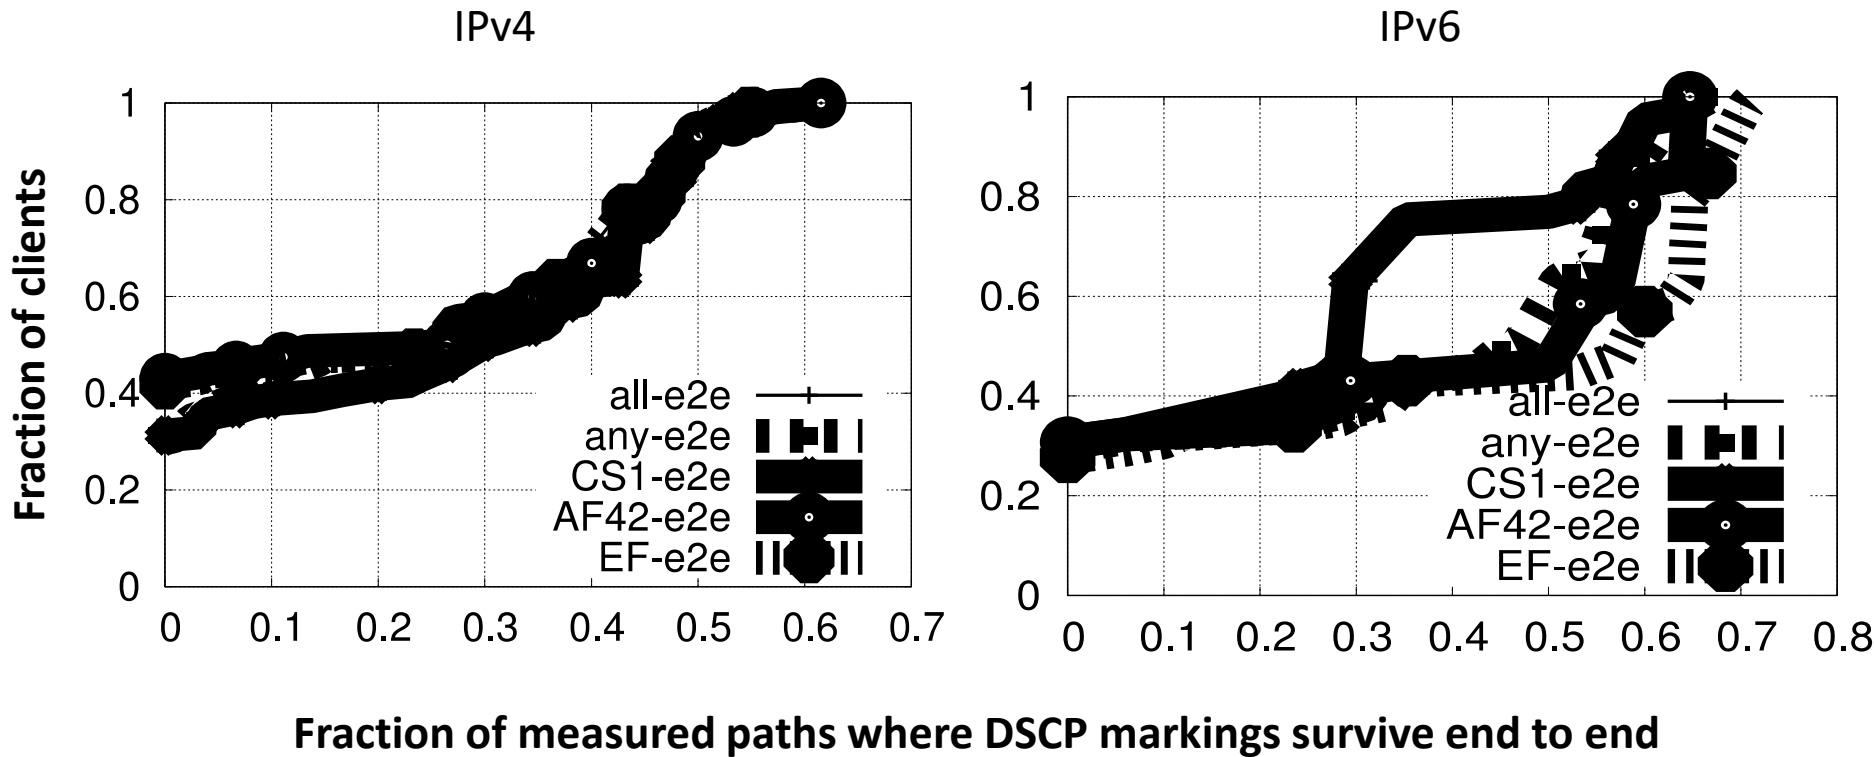 IPv4
IPv6
Fraction of clients
1
0.8
0.6
0.4
0.2
0
0 0.1 0.2 0.3 0.4 0.5 0.6 0.7
all-e2e
any-e2e
CS1-e2e
AF42-e2e
EF-e2e
1
0.8
0.6
0.4
0.2
0
0 0.1 0.2 0.3 0.4 0.5 0.6 0.7 0.8
all-e2e
any-e2e
CS1-e2e
AF42-e2e
EF-e2e
Fraction of measured paths where DSCP markings survive end to end